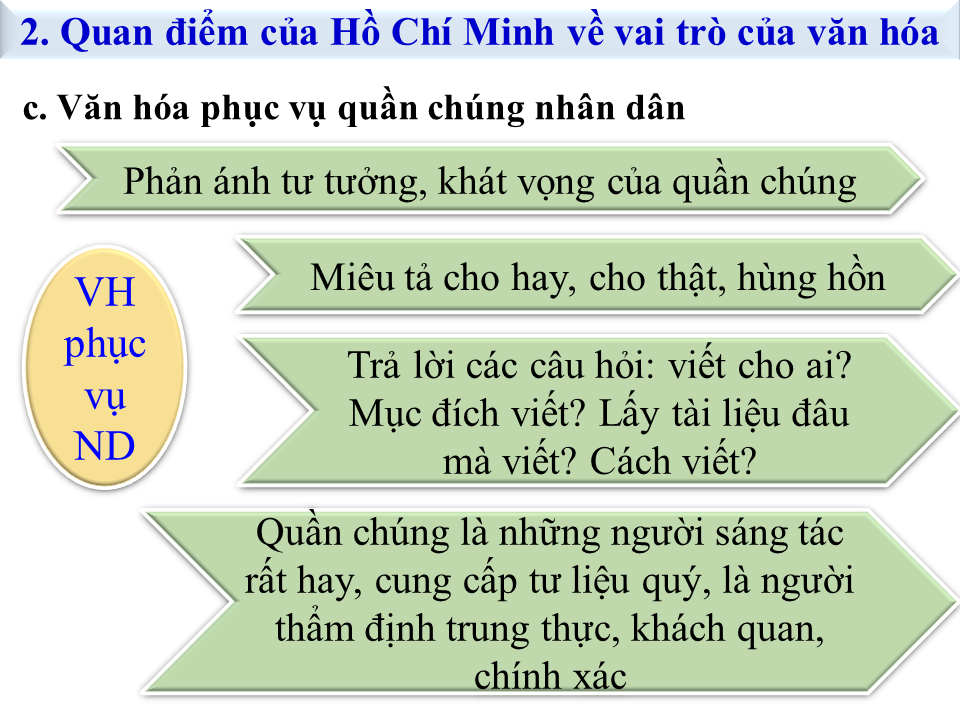 2. Quan điểm của Hồ Chí Minh về vai trò của văn hóa
c. Văn hóa phục vụ quần chúng nhân dân
Phản ánh tư tưởng, khát vọng của quần chúng
VH
phục
vụ
ND
Miêu tả cho hay, cho thật, hùng hồn
Trả lời các câu hỏi: viết cho ai?
Mục đích viết? Lấy tài liệu đâu
mà viết? Cách viết?
Quần chúng là những người sáng tác
rất hay, cung cấp tư liệu quý, là người
thẩm định trung thực, khách quan,
chính xác